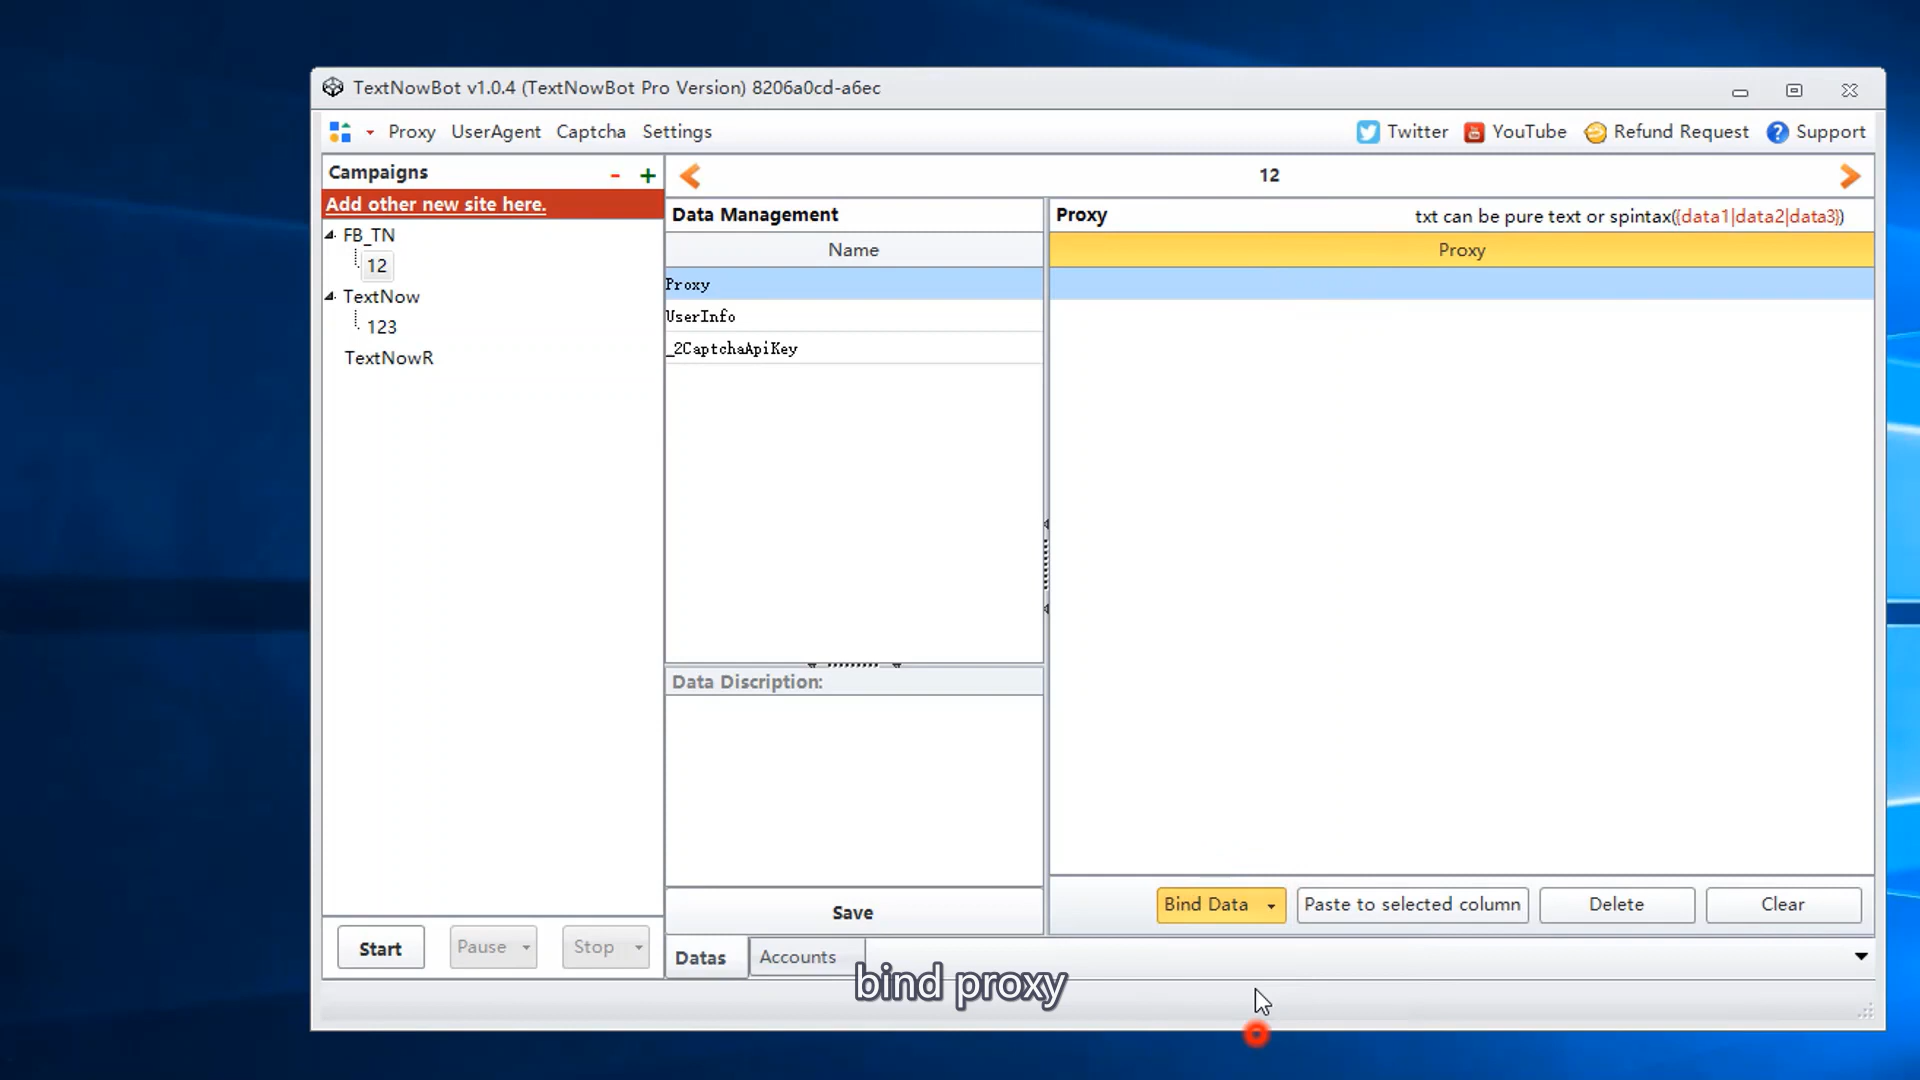 TextNowBot v1.0.4 (TextNowBot Pro Version) 8206a0cd-a6ec
Proxy UserAgent Captcha Settings Twitter YouTube Refund Request Support
Campaigns - +
Add other new site here.
FB_TN
12
TextNow
123
TextNowR
12
Data Management
Name
Proxy
UserInfo
_2CaptchaApiKey
Data Discription:
Save
Proxy txt can be pure text or spintax({data1|data2|data3})
Proxy
Bind Data Paste to selected column Delete Clear
Start Pause Stop
Datas Accounts
bind proxy